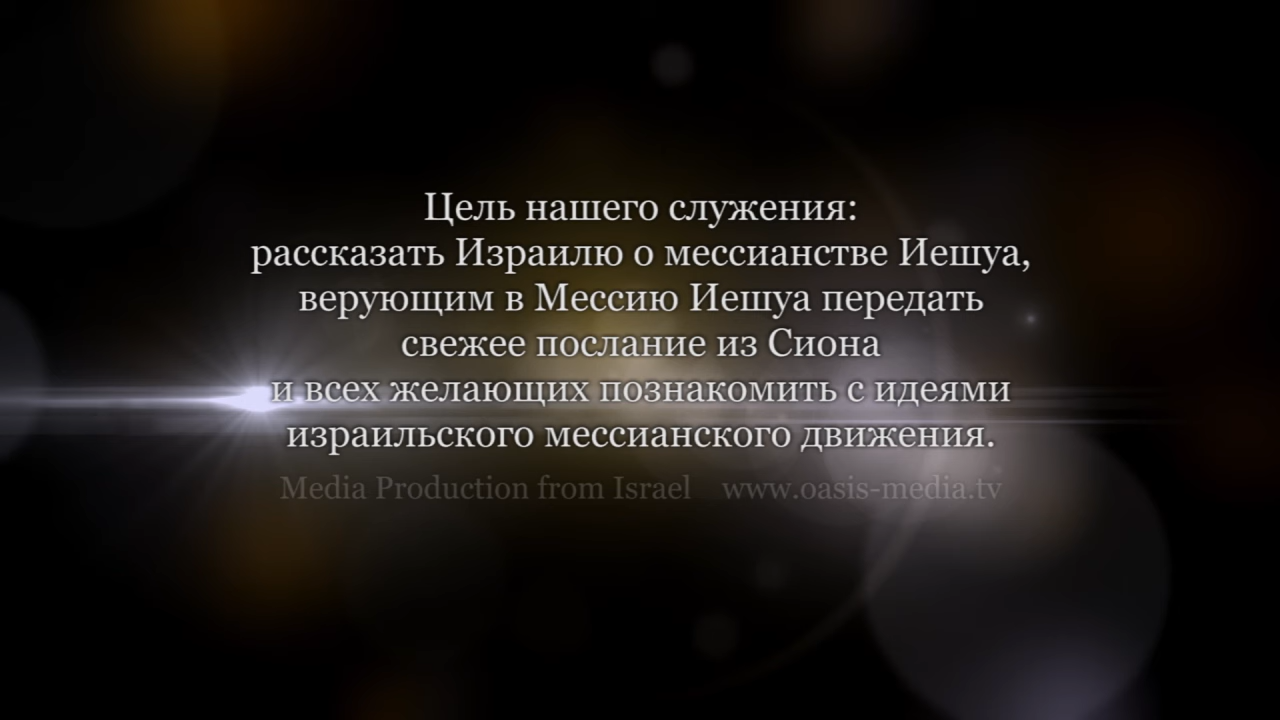 Цель нашего служения:
рассказать Израилю о мессианстве Иешуа,
верующим в Мессию Иешуа передать
свежее послание из Сиона
и всех желающих познакомить с идеями
израильского мессианского движения.
Media Production from Israel www.oasis-media.tv